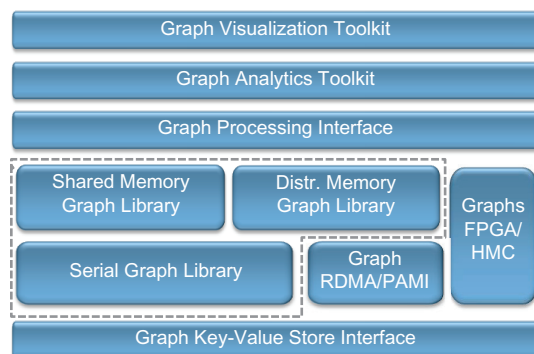 Graph Visualization Toolkit
Graph Analytics Toolkit
Graph Processing Interface
Shared Memory
Graph Library
Distr. Memory
Graph Library
Graphs
FPGA/
HMC
Serial Graph Library
Graph
RDMA/PAMI
Graph Key-Value Store Interface